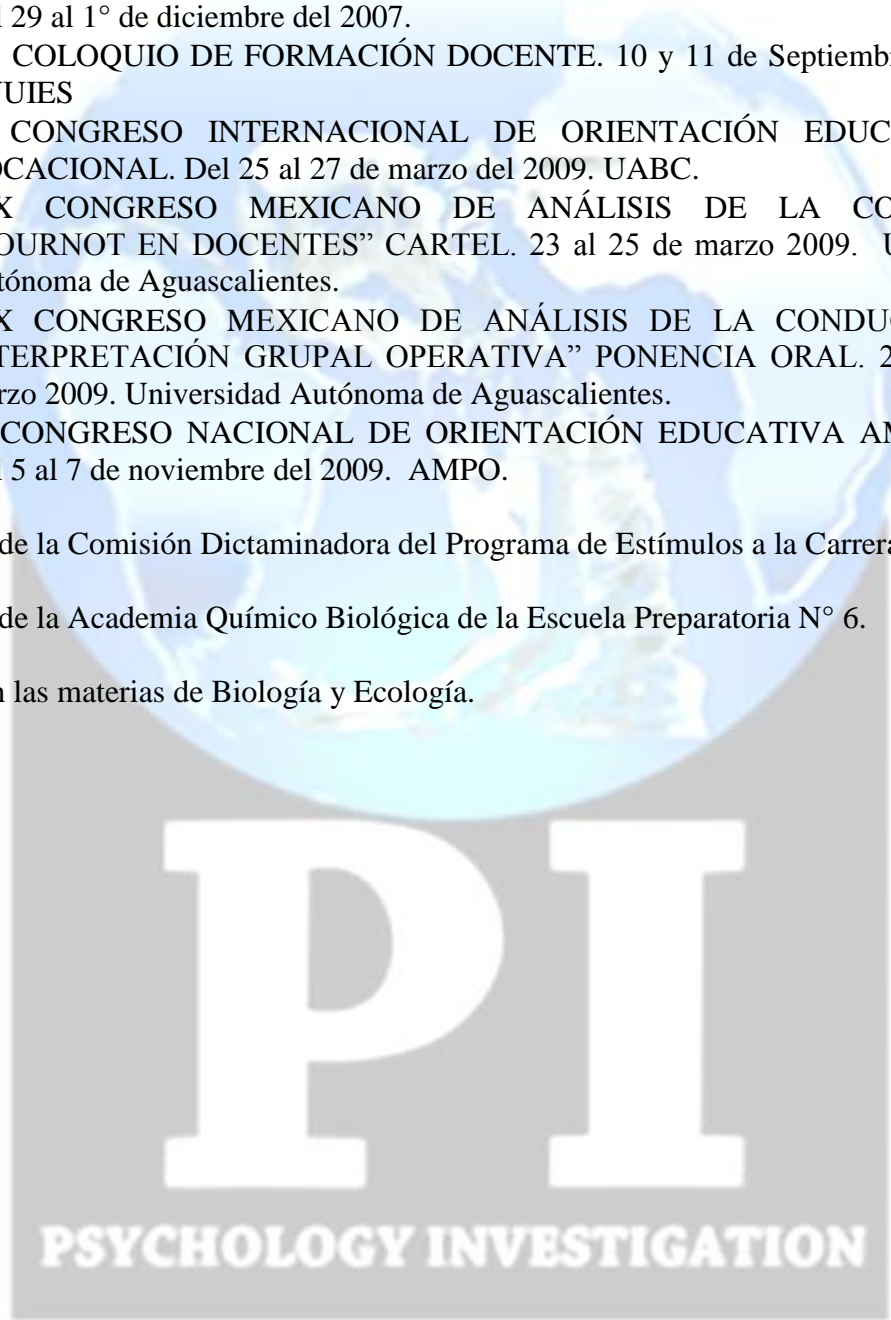 l 29 al 1° de diciembre del 2007.
COLOQUIO DE FORMACIÓN DOCENTE. 10 y 11 de Septiembr
UIES
CONGRESO INTERNACIONAL DE ORIENTACIÓN EDUC
OCACIONAL. Del 25 al 27 de marzo del 2009. UABC.
X CONGRESO MEXICANO DE ANÁLISIS DE LA CO
OURNOT EN DOCENTES” CARTEL. 23 al 25 de marzo 2009. U
tónoma de Aguascalientes.
X CONGRESO MEXICANO DE ANÁLISIS DE LA CONDU
TERPRETACIÓN GRUPAL OPERATIVA” PONENCIA ORAL. 2
rzo 2009. Universidad Autónoma de Aguascalientes.
CONGRESO NACIONAL DE ORIENTACIÓN EDUCATIVA AM
l 5 al 7 de noviembre del 2009. AMPO.
de la Comisión Dictaminadora del Programa de Estímulos a la Carrera
de la Academia Químico Biológica de la Escuela Preparatoria N° 6.
n las materias de Biología y Ecología.
PI
PSYCHOLOGY INVESTIGATION